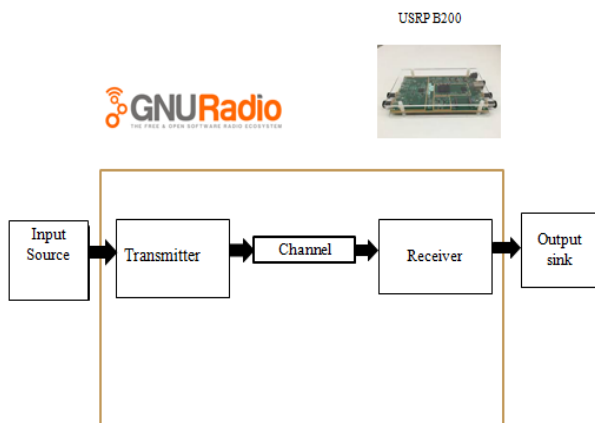 USRP B200
GNURadio
THE FREE & OPEN SOFTWARE RADIO ECOSYSTEM
Input
Source
Transmitter
Channel
Receiver
Output
sink